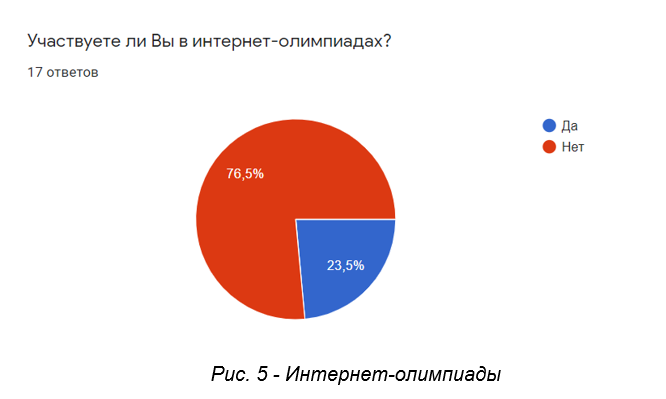 Участвуете ли Вы в интернет-олимпиадах?
17 ответов
Да
Нет
76,5%
23,5%
Рис. 5 - Интернет-олимпиады